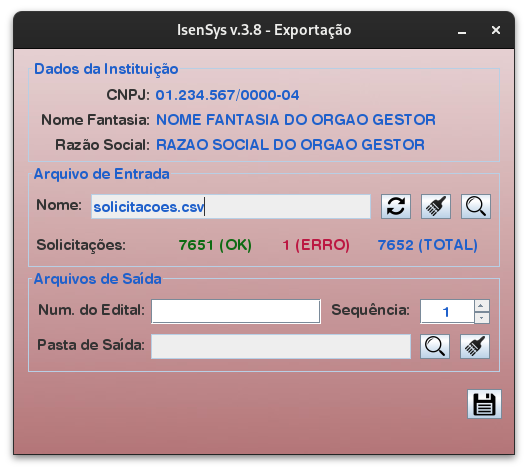 IsenSys v.3.8 - Exportação
Dados da Instituição
CNPJ: 01.234.567/0000-04
Nome Fantasia: NOME FANTASIA DO ORGAO GESTOR
Razão Social: RAZAO SOCIAL DO ORGAO GESTOR
Arquivo de Entrada
Nome: solicitacoes.csv
Solicitações: 7651 (OK) 1 (ERRO) 7652 (TOTAL)
Arquivos de Saída
Num. do Edital: Sequência: 1
Pasta de Saída: